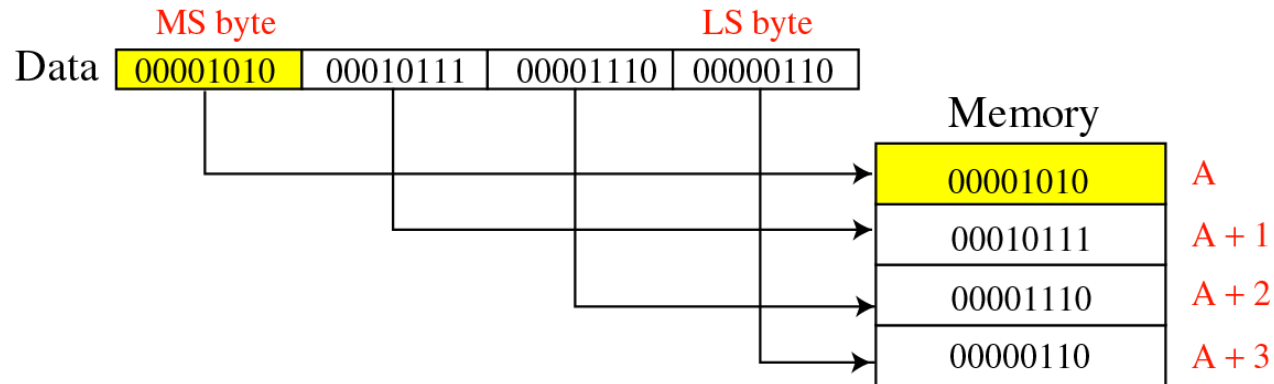 MS byte LS byte
Data 00001010 00010111 00001110 00000110
Memory
00001010 A
00010111 A + 1
00001110 A + 2
00000110 A + 3